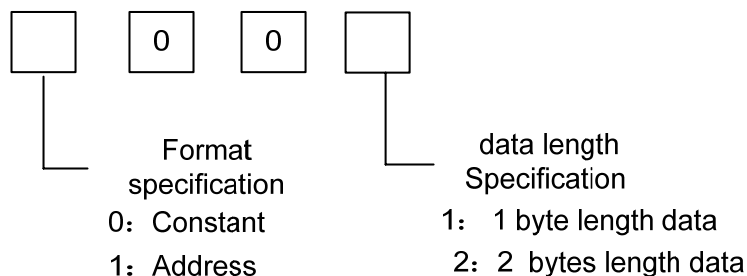 0 0
Format
specification
0： Constant
1： Address
data length
Specification
1： 1 byte length data
2： 2 bytes length data